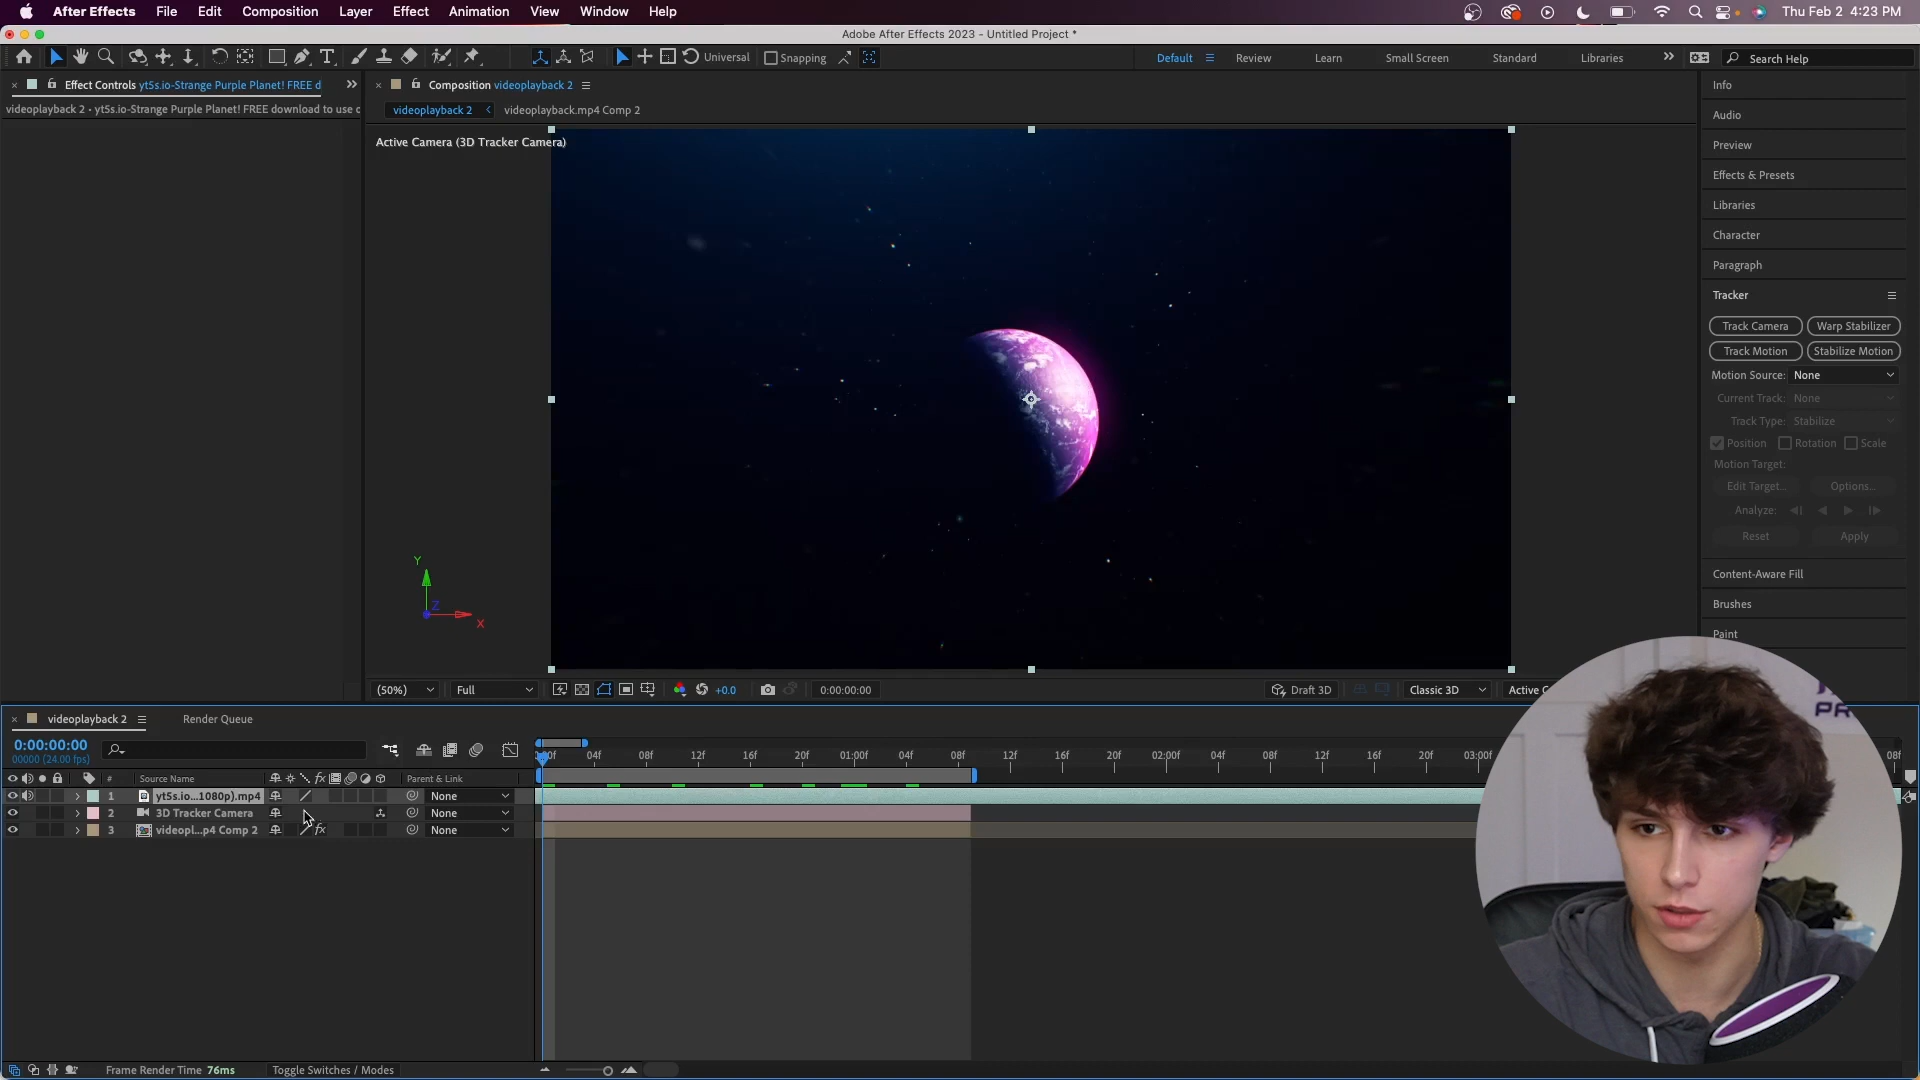 After Effects File Edit Composition Layer Effect Animation View Window Help Thu Feb 2 4:23 PM
Adobe After Effects 2023 - Untitled Project *
Universal Snapping Default Review Learn Small Screen Standard Libraries Search Help
Effect Controls yt5s.io-Strange Purple Planet! FREE d
Composition videoplayback 2
Info
videoplayback 2 • yt5s.io-Strange Purple Planet! FREE download to use c
videoplayback 2 videoplayback.mp4 Comp 2
Audio
Active Camera (3D Tracker Camera)
Preview
Effects & Presets
Libraries
Character
Paragraph
Tracker
Track Camera Warp Stabilizer
Track Motion Stabilize Motion
Motion Source: None
Current Track: None
Track Type: Stabilize
Position Rotation Scale
Motion Target:
Edit Target... Options...
Analyze:
Reset Apply
Content-Aware Fill
Brushes
Paint
Y
Z
X
(50%) Full +0.0 0:00:00:00 Draft 3D Classic 3D Active C
PR
videoplayback 2 Render Queue
0:00:00:00
00000 (24.00 fps)
04f 08f 12f 16f 20f 01:00f 04f 08f 12f 16f 20f 02:00f 04f 08f 12f 16f 20f 03:00f 08f
# Source Name fx Parent & Link
1 yt5s.io...1080p).mp4 None
2 3D Tracker Camera None
3 videopl...p4 Comp 2 fx None
Frame Render Time 76ms Toggle Switches / Modes